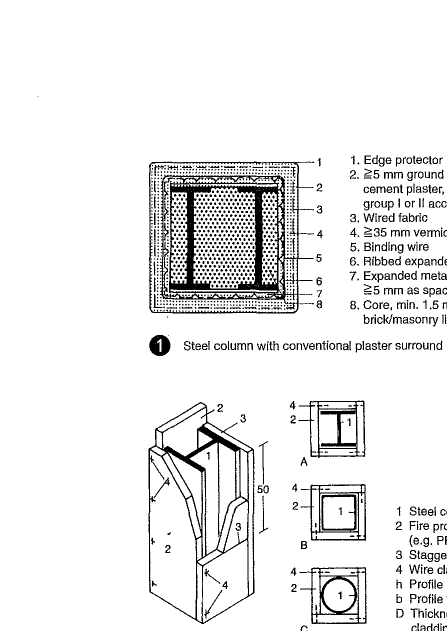 1
2
3
4
5
6
7
8
1. Edge protector
2. ≧5 mm ground
cement plaster,
group I or II acc
3. Wired fabric
4. ≧35 mm vermic
5. Binding wire
6. Ribbed expande
7. Expanded meta
≧5 mm as spac
8. Core, min. 1,5 m
brick/masonry li
1 Steel column with conventional plaster surround
2
3
1
4
50
3
2
4
4
2
1
A
4
2
1
B
4
2
1
C
1 Steel co
2 Fire pro
(e.g. PF
3 Stagge
4 Wire cla
h Profile
b Profile
D Thickn
claddin